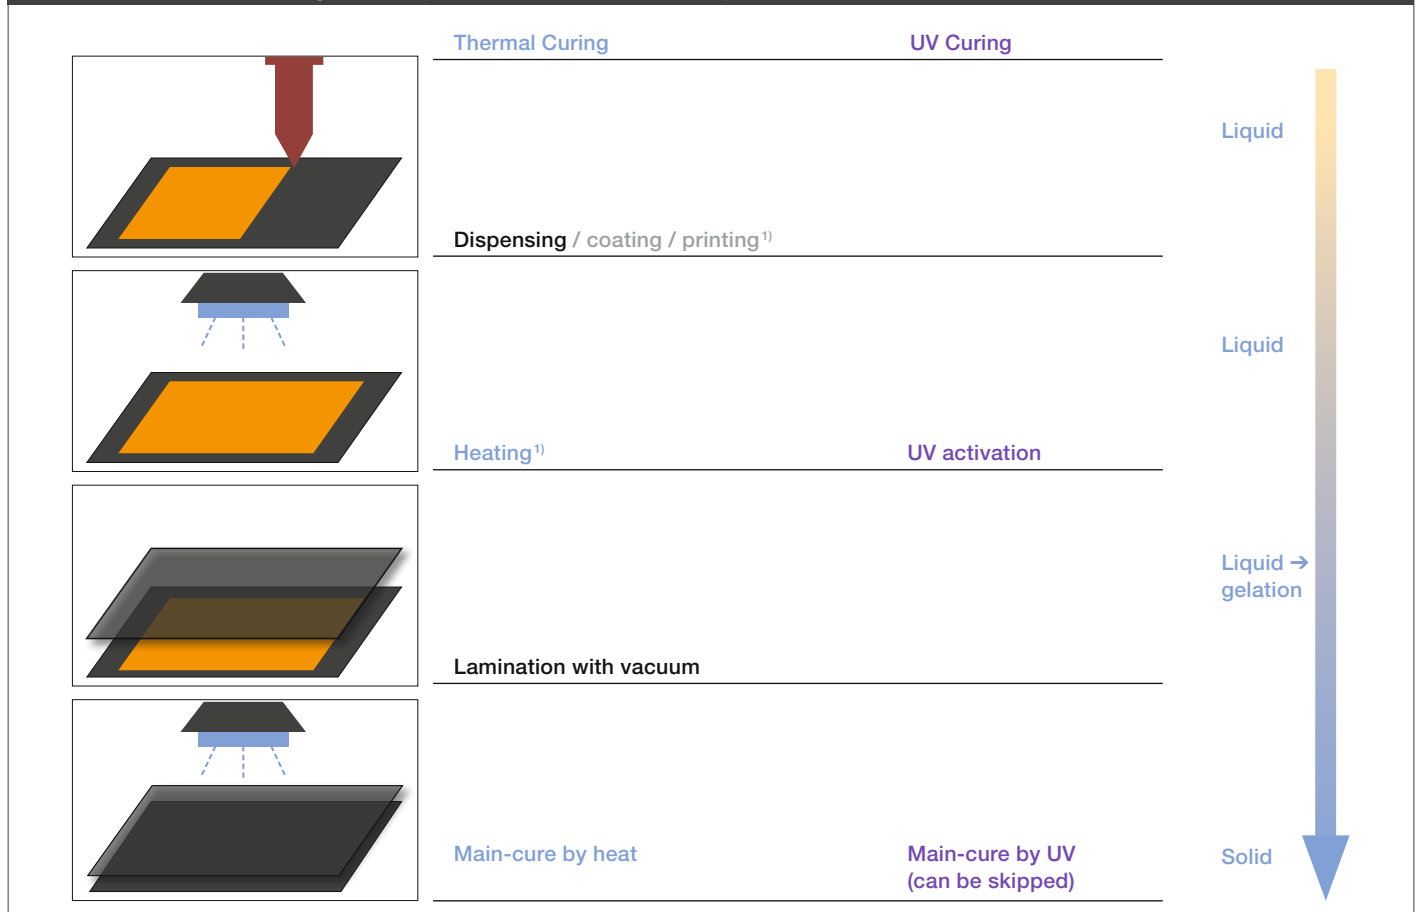 Thermal Curing UV Curing
Liquid
Dispensing / coating / printing 1)
Liquid
Heating 1) UV activation
Liquid ➔
gelation
Lamination with vacuum
Main-cure by heat Main-cure by UV Solid
(can be skipped)